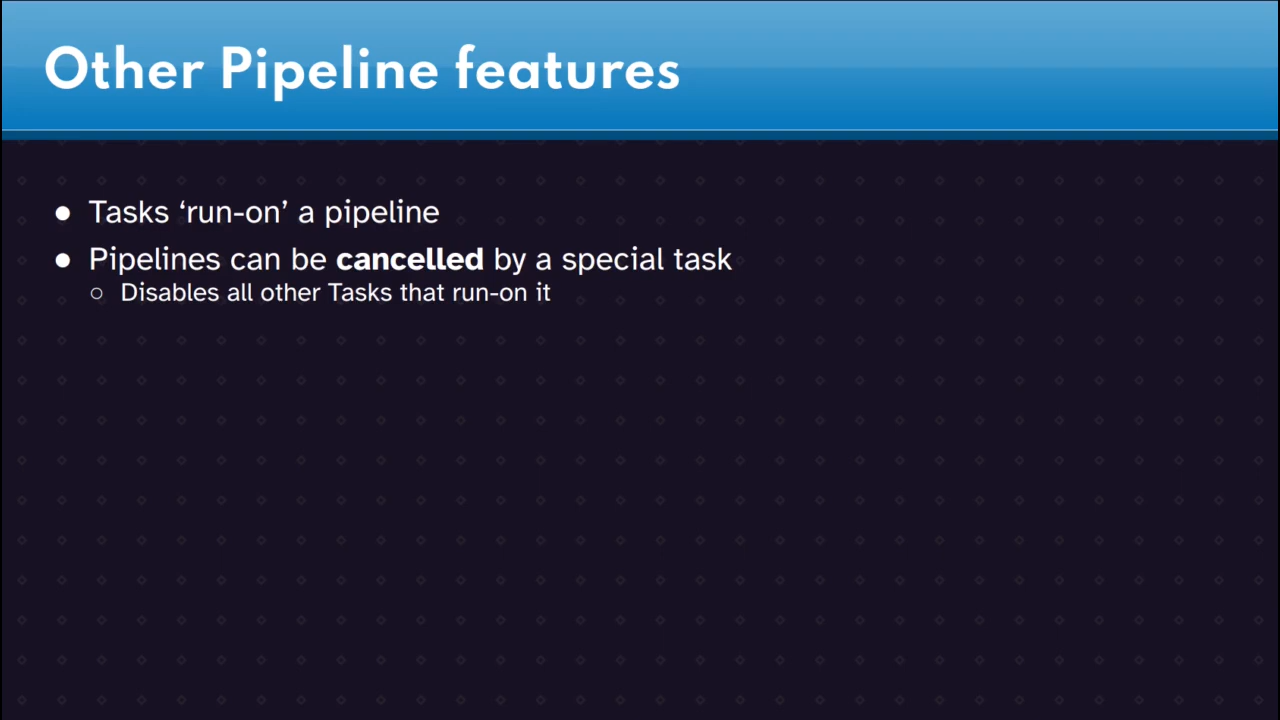 Other Pipeline features
● Tasks ‘run-on’ a pipeline
● Pipelines can be cancelled by a special task
○ Disables all other Tasks that run-on it